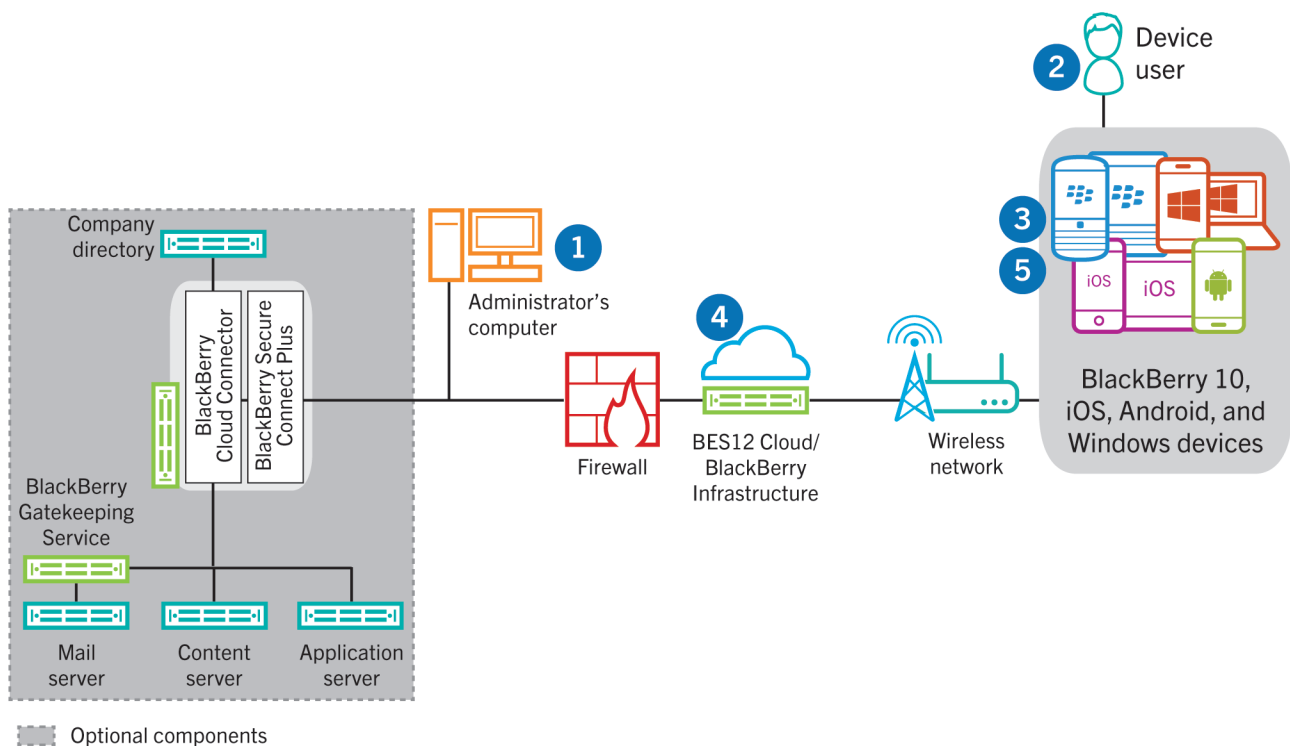 2
Device
user
3
5
iOS
iOS
BlackBerry 10,
iOS, Android, and
Windows devices
Company
directory
1
Administrator's
computer
BlackBerry
Cloud Connector
BlackBerry Secure
Connect Plus
4
Firewall
BES12 Cloud/
BlackBerry
Infrastructure
Wireless
network
BlackBerry
Gatekeeping
Service
Mail
server
Content
server
Application
server
Optional components